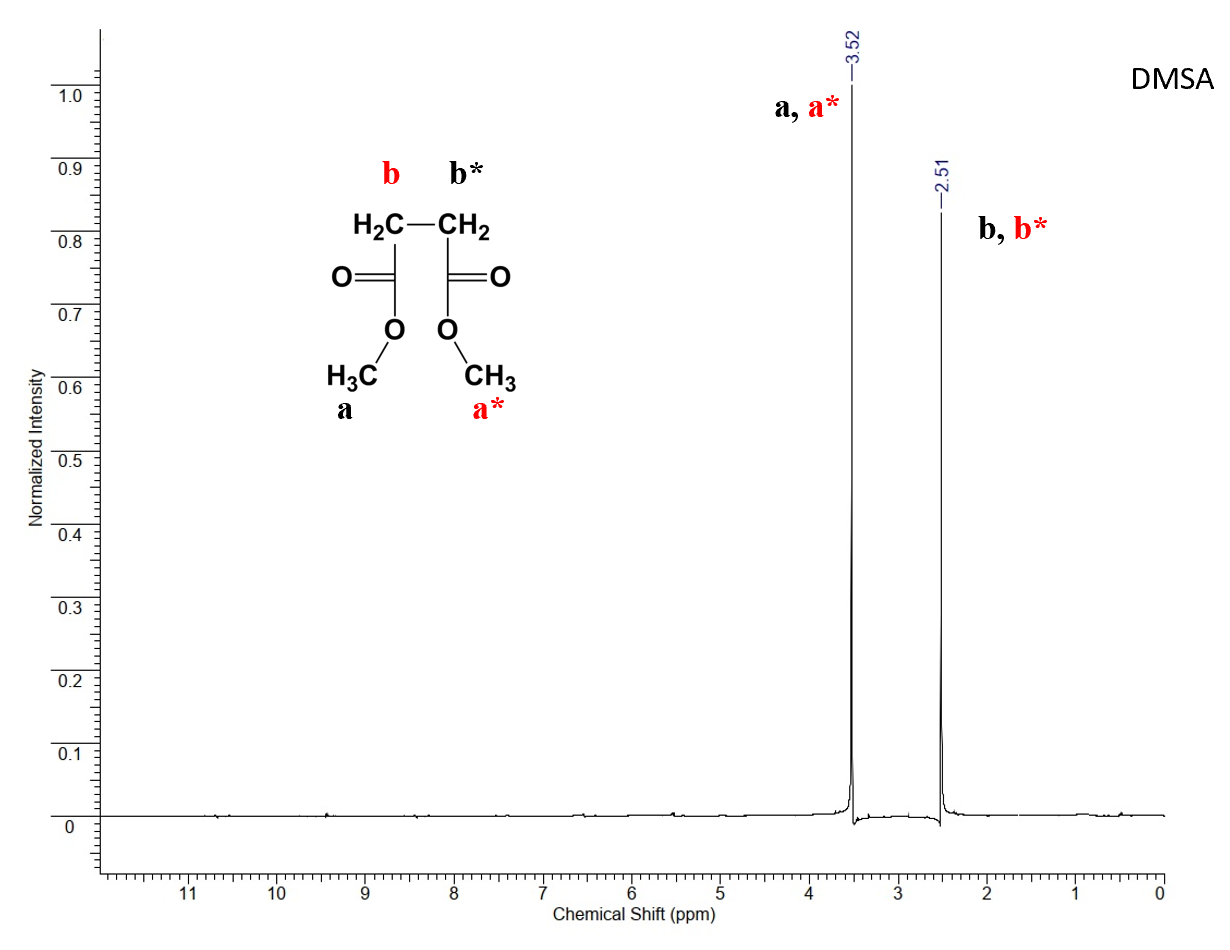 3.52
DMSA
1.0
a, a*
0.9
b b*
2.51
H₂C CH₂
b, b*
0.8
O O
0.7
O O
0.6
H₃C CH₃
a a*
0.5
0.4
0.3
0.2
0.1
0
Normalized Intensity
11 10 9 8 7 6 5 4 3 2 1 0
Chemical Shift (ppm)